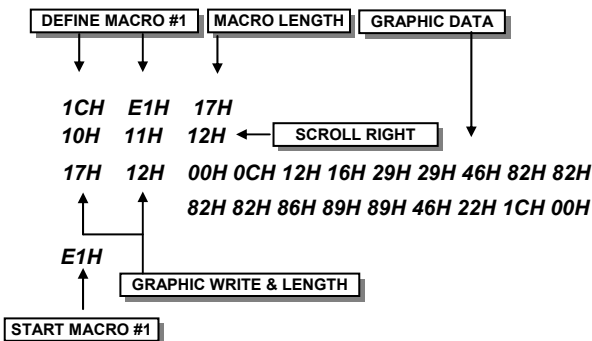 DEFINE MACRO #1 MACRO LENGTH GRAPHIC DATA
1CH E1H 17H
10H 11H 12H SCROLL RIGHT
17H 12H 00H 0CH 12H 16H 29H 29H 46H 82H 82H
82H 82H 86H 89H 89H 46H 22H 1CH 00H
E1H
GRAPHIC WRITE & LENGTH
START MACRO #1